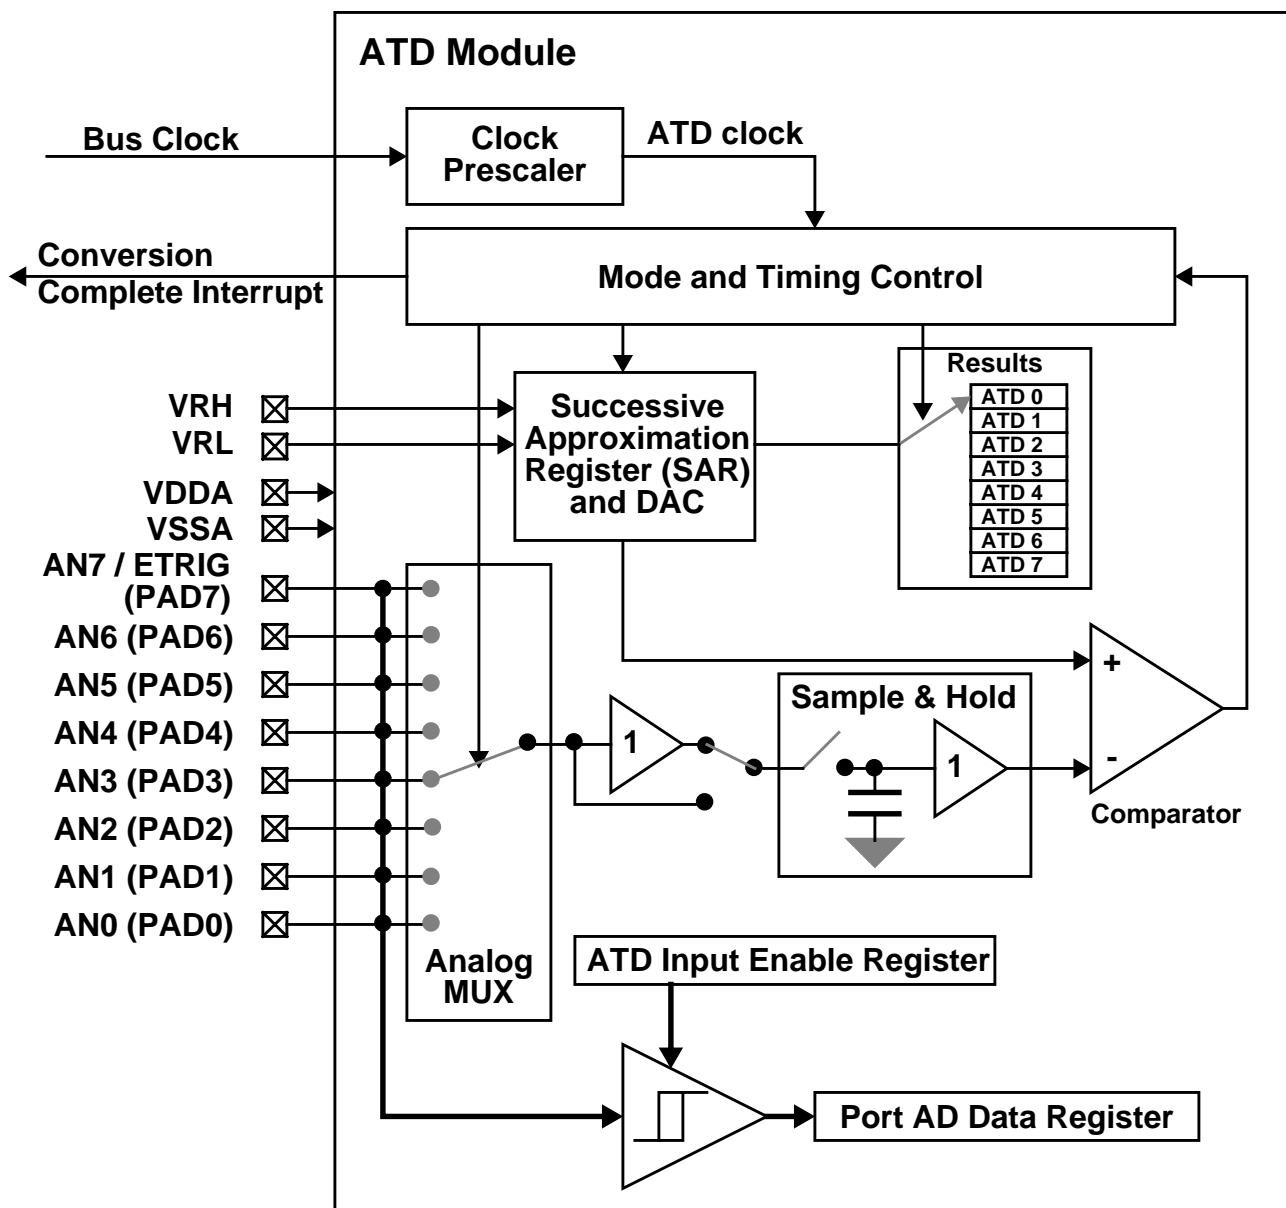 ATD Module
Bus Clock
Clock
Prescaler
ATD clock
Conversion
Complete Interrupt
Mode and Timing Control
Results
ATD 0
ATD 1
ATD 2
ATD 3
ATD 4
ATD 5
ATD 6
ATD 7
Successive
Approximation
Register (SAR)
and DAC
VRH
VRL
VDDA
VSSA
AN7 / ETRIG
(PAD7)
AN6 (PAD6)
AN5 (PAD5)
AN4 (PAD4)
AN3 (PAD3)
AN2 (PAD2)
AN1 (PAD1)
AN0 (PAD0)
Analog
MUX
1
Sample & Hold
1
+
-
Comparator
ATD Input Enable Register
Port AD Data Register